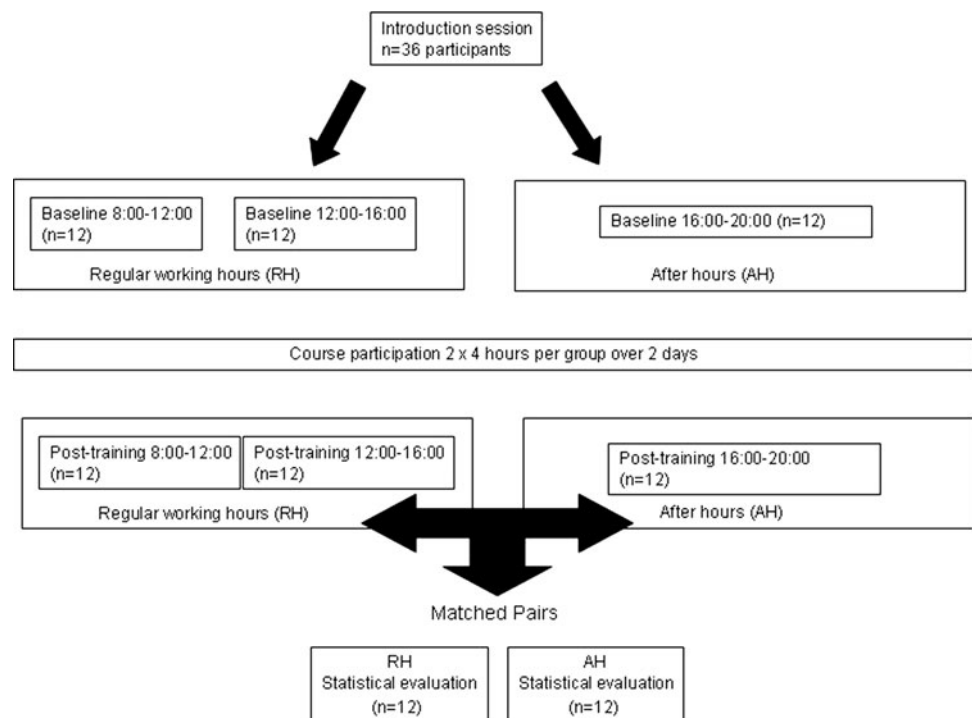 Introduction session
n=36 participants
Baseline 8:00-12:00
(n=12)
Baseline 12:00-16:00
(n=12)
Regular working hours (RH)
Baseline 16:00-20:00 (n=12)
After hours (AH)
Course participation 2 x 4 hours per group over 2 days
Post-training 8:00-12:00
(n=12)
Post-training 12:00-16:00
(n=12)
Regular working hours (RH)
Post-training 16:00-20:00
(n=12)
After hours (AH)
Matched Pairs
RH
Statistical evaluation
(n=12)
AH
Statistical evaluation
(n=12)